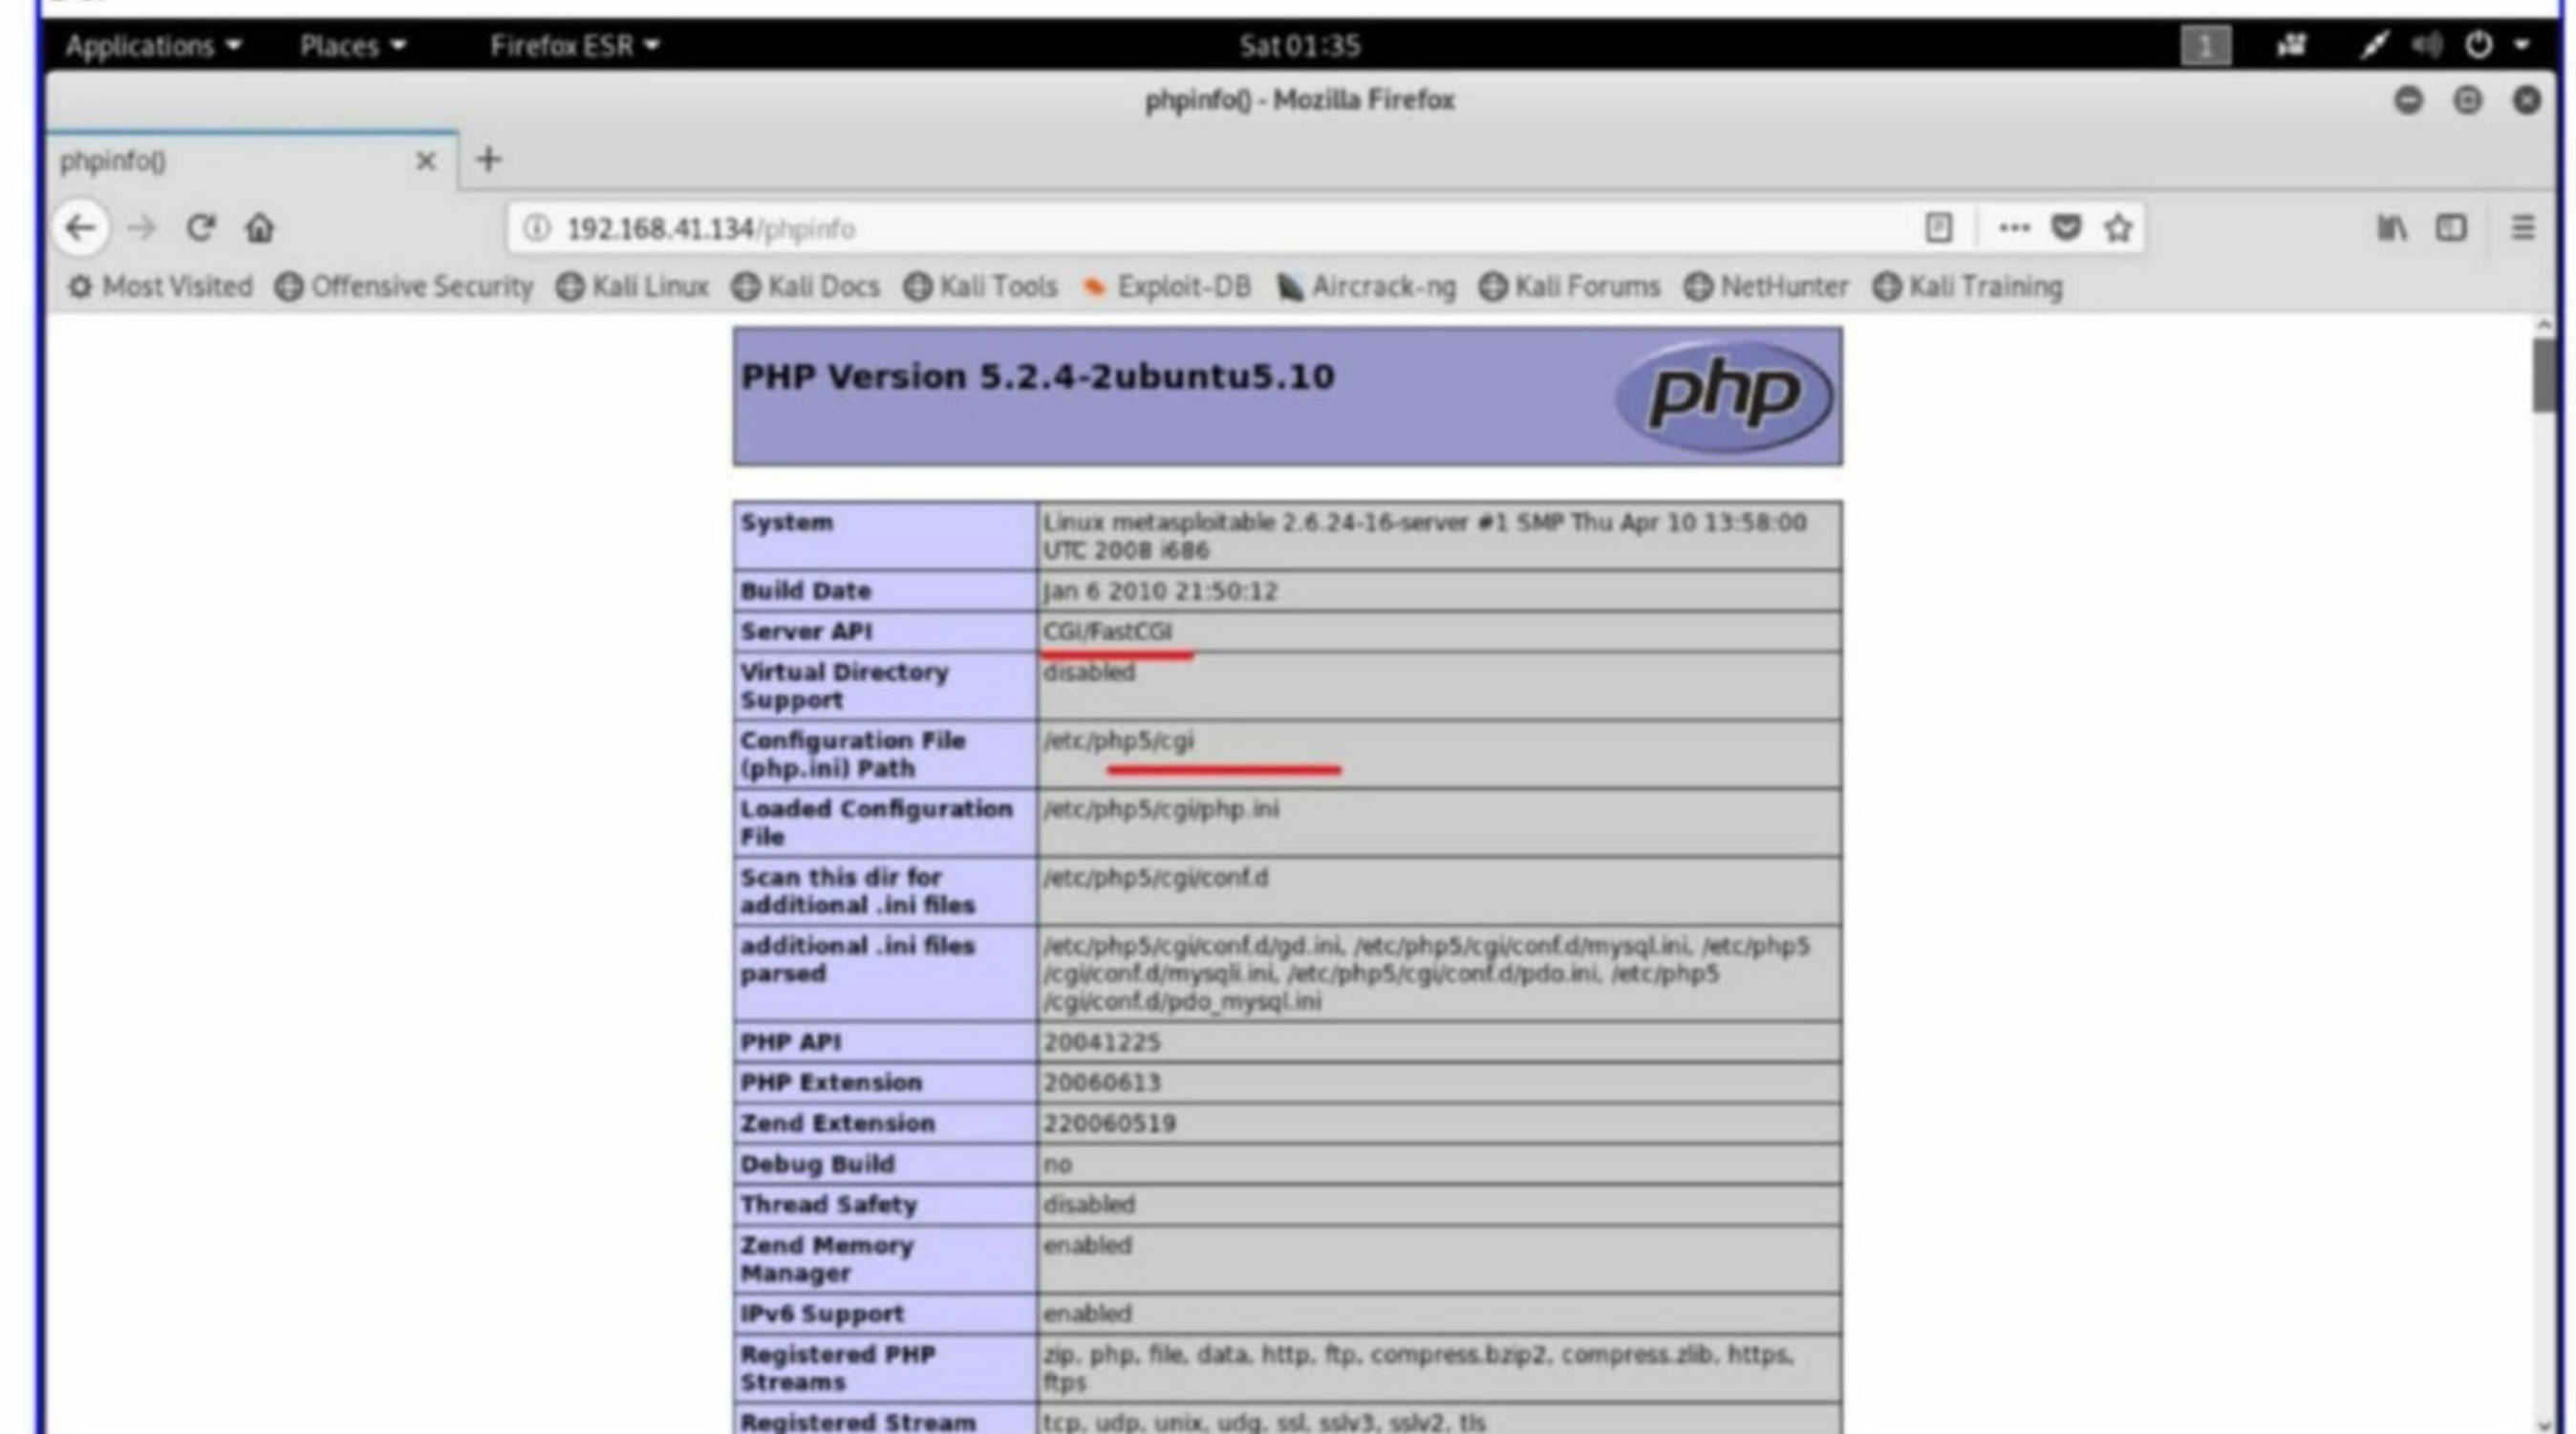 Applications Places Firefox ESR Sat 01:35 1
phpinfo() - Mozilla Firefox
phpinfo()
192.168.41.134/phpinfo
Most Visited Offensive Security Kali Linux Kali Docs Kali Tools Exploit-DB Aircrack-ng Kali Forums NetHunter Kali Training
PHP Version 5.2.4-2ubuntu5.10
php
System Linux metasploitable 2.6.24-16-server #1 SMP Thu Apr 10 13:58:00
UTC 2008 i686
Build Date Jan 6 2010 21:50:12
Server API CGI/FastCGI
Virtual Directory disabled
Support
Configuration File /etc/php5/cgi
(php.ini) Path
Loaded Configuration /etc/php5/cgi/php.ini
File
Scan this dir for /etc/php5/cgi/conf.d
additional .ini files
additional .ini files /etc/php5/cgi/conf.d/gd.ini, /etc/php5/cgi/conf.d/mysql.ini, /etc/php5
parsed /cgi/conf.d/mysqli.ini, /etc/php5/cgi/conf.d/pdo.ini, /etc/php5
/cgi/conf.d/pdo_mysql.ini
PHP API 20041225
PHP Extension 20060613
Zend Extension 220060519
Debug Build no
Thread Safety disabled
Zend Memory enabled
Manager
IPv6 Support enabled
Registered PHP zip, php, file, data, http, ftp, compress.bzip2, compress.zlib, https,
Streams ftps
Registered Stream tcp, udp, unix, udg, ssl, sslv3, sslv2, tls